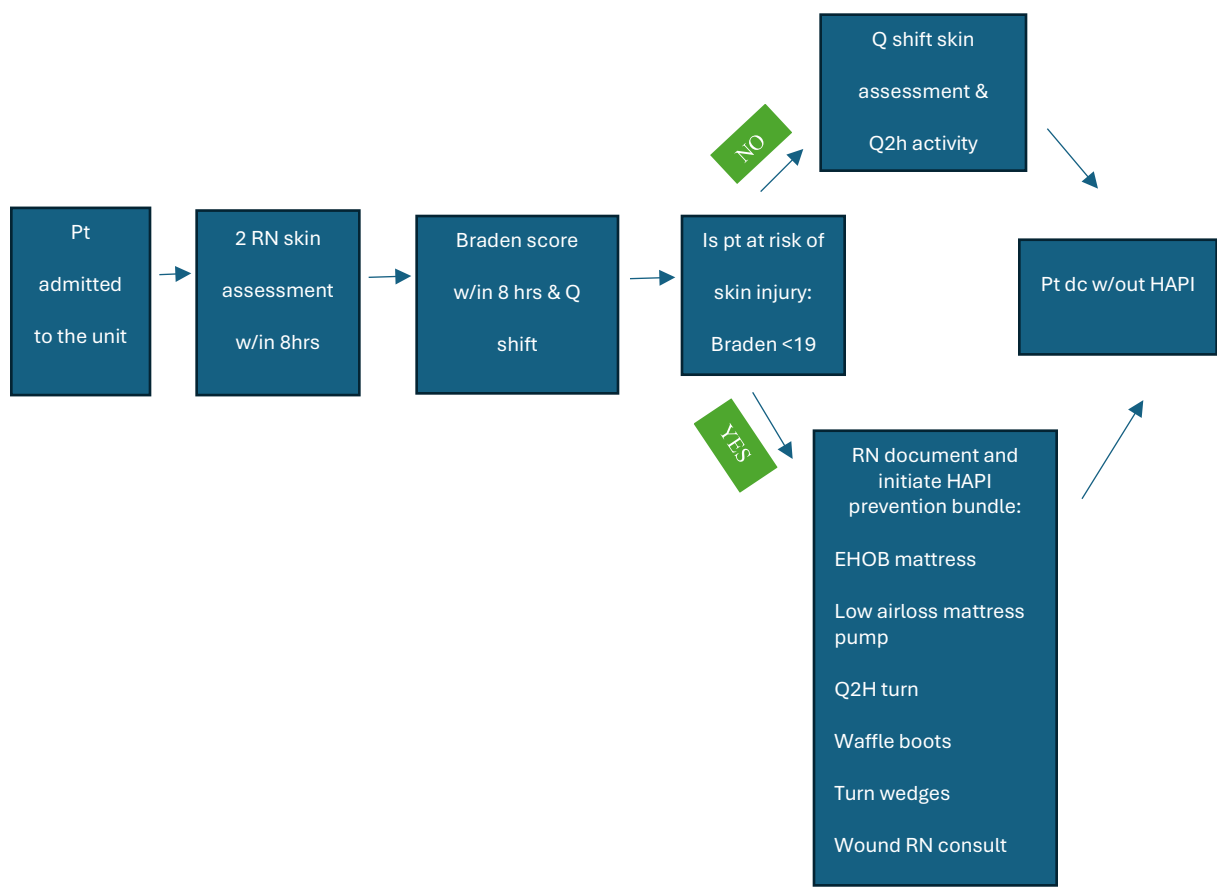 Pt
admitted
to the unit
2 RN skin
assessment
w/in 8hrs
Braden score
w/in 8 hrs & Q
shift
Is pt at risk of
skin injury:
Braden <19
NO
Q shift skin
assessment &
Q2h activity
YES
RN document and
initiate HAPI
prevention bundle:
EHOB mattress
Low airloss mattress
pump
Q2H turn
Waffle boots
Turn wedges
Wound RN consult
Pt dc w/out HAPI